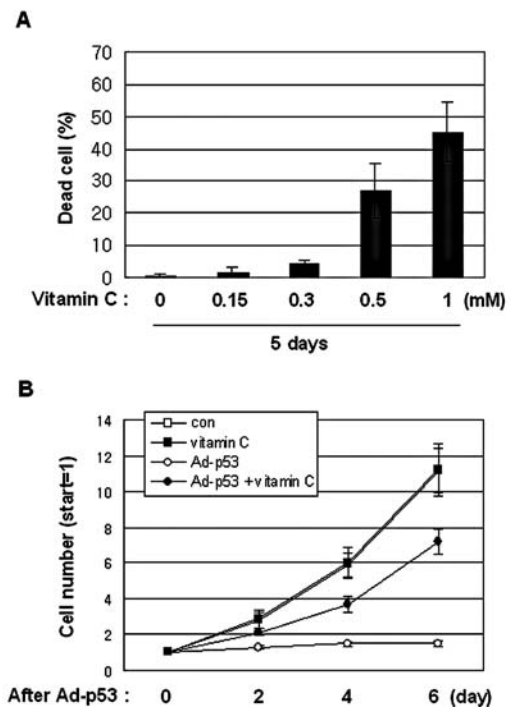 A
70
60
50
40
30
20
10
0
Dead cell (%)
Vitamin C : 0 0.15 0.3 0.5 1 (mM)
5 days
B
14
12
10
8
6
4
2
0
Cell number (start=1)
con
vitamin C
Ad-p53
Ad-p53 +vitamin C
After Ad-p53 : 0 2 4 6 (day)